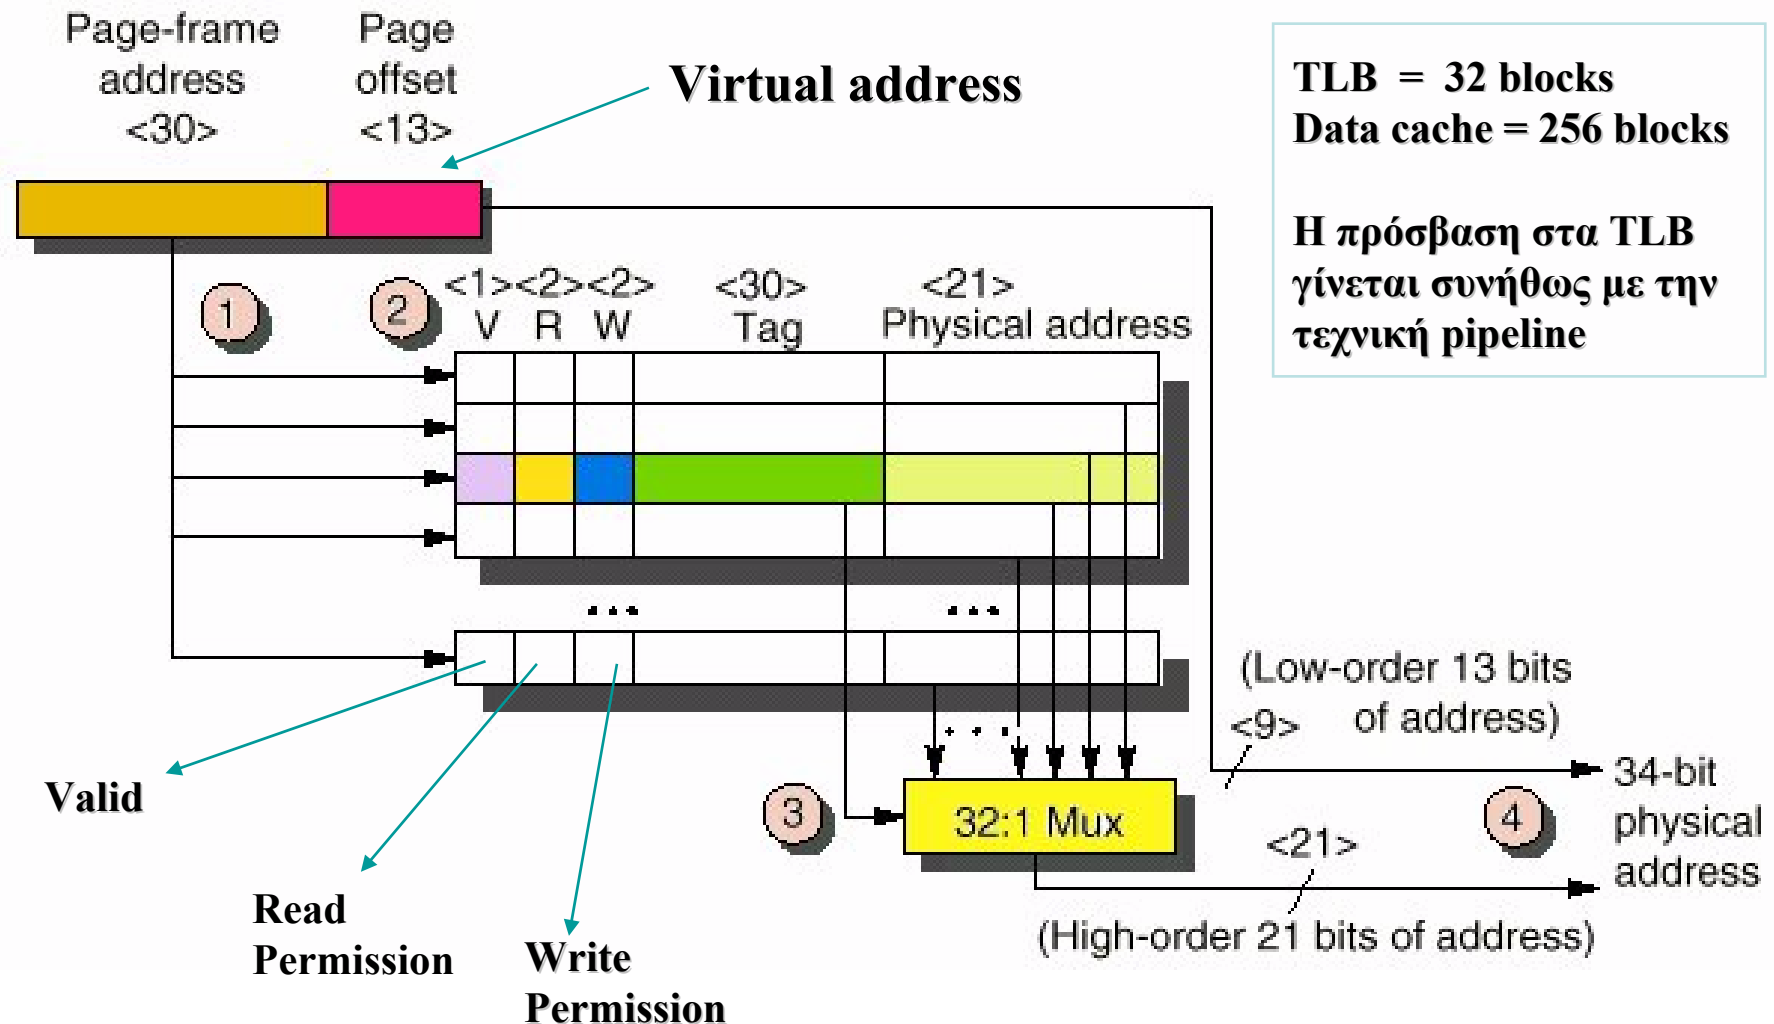 Page-frame
address
<30>
Page
offset
<13>
Virtual address
TLB = 32 blocks
Data cache = 256 blocks
Η πρόσβαση στα TLB
γίνεται συνήθως με την
τεχνική pipeline
1
2
<1>
<2>
<2>
<30>
<21>
V
R
W
Tag
Physical address
...
...
. . .
Valid
Read
Permission
Write
Permission
3
32:1 Mux
(Low-order 13 bits
of address)
<9>
34-bit
physical
address
4
<21>
(High-order 21 bits of address)